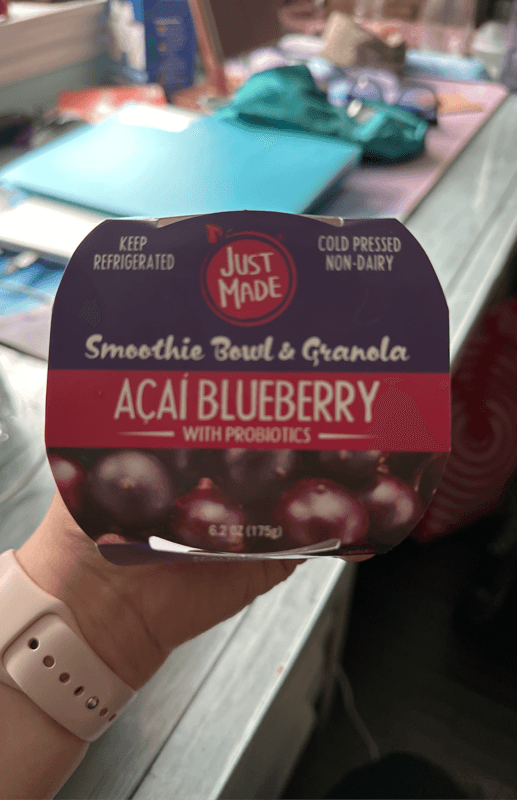 KEEP
REFRIGERATED
JUST
MADE
COLD PRESSED
NON-DAIRY
Smoothie Bowl & Granola
AÇAÍ BLUEBERRY
WITH PROBIOTICS
6.2 OZ (175g)